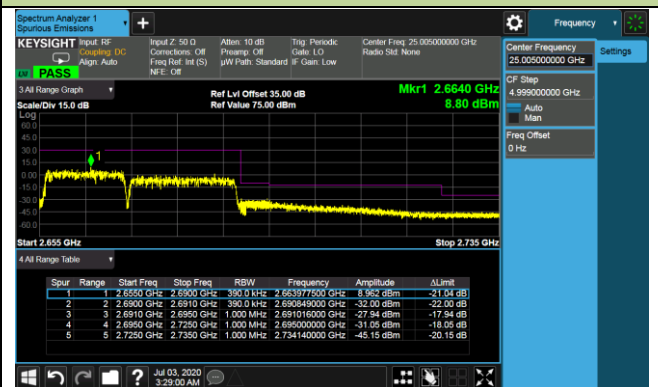 Spectrum Analyzer 1
Spurious Emissions
Frequency
KEYSIGHT
Input: RF
Coupling: DC
Align: Auto
Input Z: 50 Ω
Corrections: Off
Freq Ref: Int (S)
NFE: Off
Atten: 10 dB
Preamp: Off
µW Path: Standard
Trig: Periodic
Gate: LO
IF Gain: Low
Center Freq: 25.005000000 GHz
Radio Std: None
PASS
Center Frequency
25.005000000 GHz
Settings
CF Step
4.999000000 GHz
Auto
Man
Freq Offset
0 Hz
3 All Range Graph
Scale/Div 15.0 dB
Ref Lvl Offset 35.00 dB
Ref Value 75.00 dBm
Mkr1 2.6640 GHz
8.80 dBm
Log
60.0
45.0
30.0
15.0
0.00
-15.0
-30.0
-45.0
-60.0
1
Start 2.655 GHz
Stop 2.735 GHz
4 All Range Table
Spur Range Start Freq Stop Freq RBW Frequency Amplitude ΔLimit
1 1 2.6550 GHz 2.6900 GHz 390.0 kHz 2.663977500 GHz 8.962 dBm -21.04 dB
2 2 2.6900 GHz 2.6910 GHz 390.0 kHz 2.690849000 GHz -32.00 dBm -22.00 dB
3 3 2.6910 GHz 2.6950 GHz 1.000 MHz 2.691016000 GHz -27.94 dBm -17.94 dB
4 4 2.6950 GHz 2.7250 GHz 1.000 MHz 2.695000000 GHz -31.05 dBm -18.05 dB
5 5 2.7250 GHz 2.7350 GHz 1.000 MHz 2.734140000 GHz -45.15 dBm -20.15 dB
Jul 03, 2020
3:29:00 AM